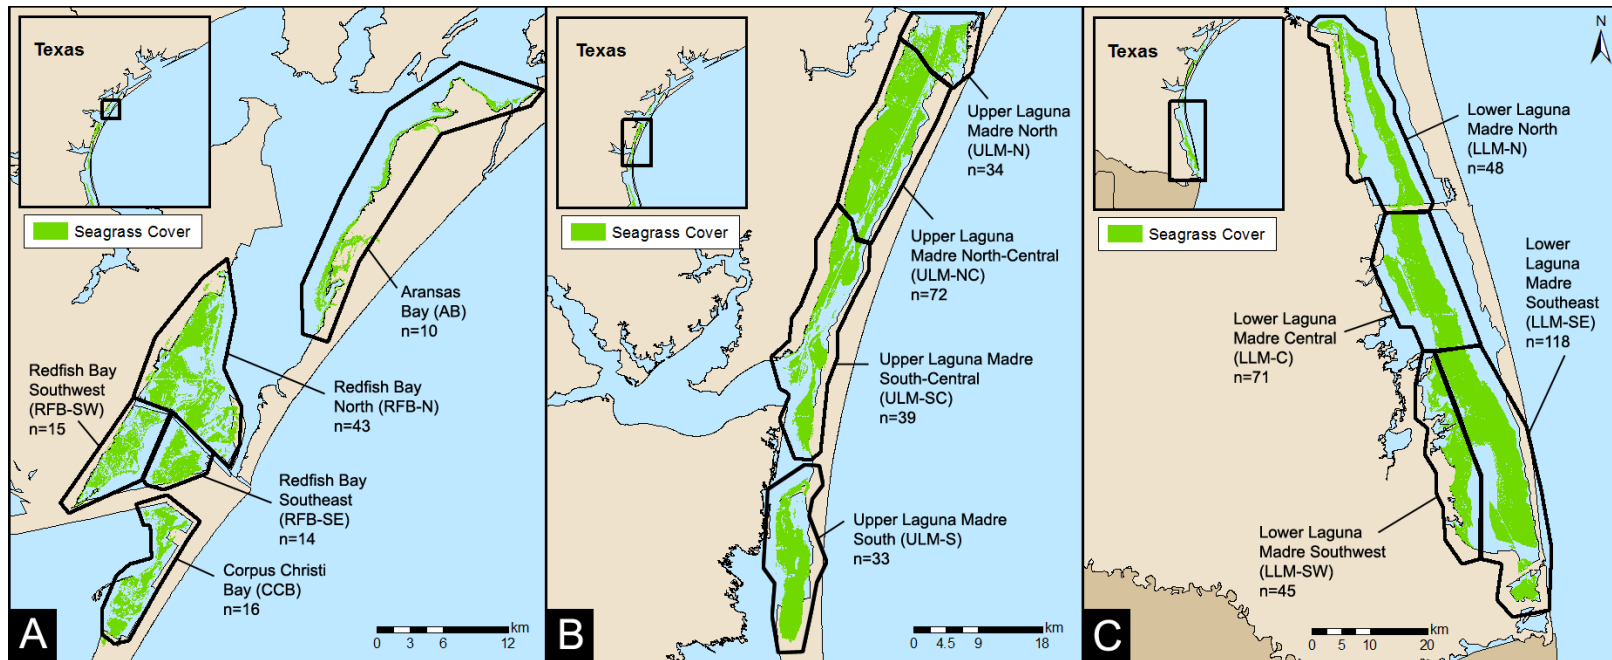 Texas
Seagrass Cover
Aransas
Bay (AB)
n=10
Redfish Bay
Southwest
(RFB-SW)
n=15
Redfish Bay
North (RFB-N)
n=43
Redfish Bay
Southeast
(RFB-SE)
n=14
Corpus Christi
Bay (CCB)
n=16
A
km
0 3 6 12
Texas
Seagrass Cover
Upper Laguna
Madre North
(ULM-N)
n=34
Upper Laguna
Madre North-Central
(ULM-NC)
n=72
Upper Laguna Madre
South-Central
(ULM-SC)
n=39
Upper Laguna Madre
South (ULM-S)
n=33
B
km
0 4.5 9 18
Texas
N
Seagrass Cover
Lower Laguna
Madre North
(LLM-N)
n=48
Lower
Laguna
Madre
Southeast
(LLM-SE)
n=118
Lower Laguna
Madre Central
(LLM-C)
n=71
Lower Laguna
Madre Southwest
(LLM-SW)
n=45
C
km
0 5 10 20